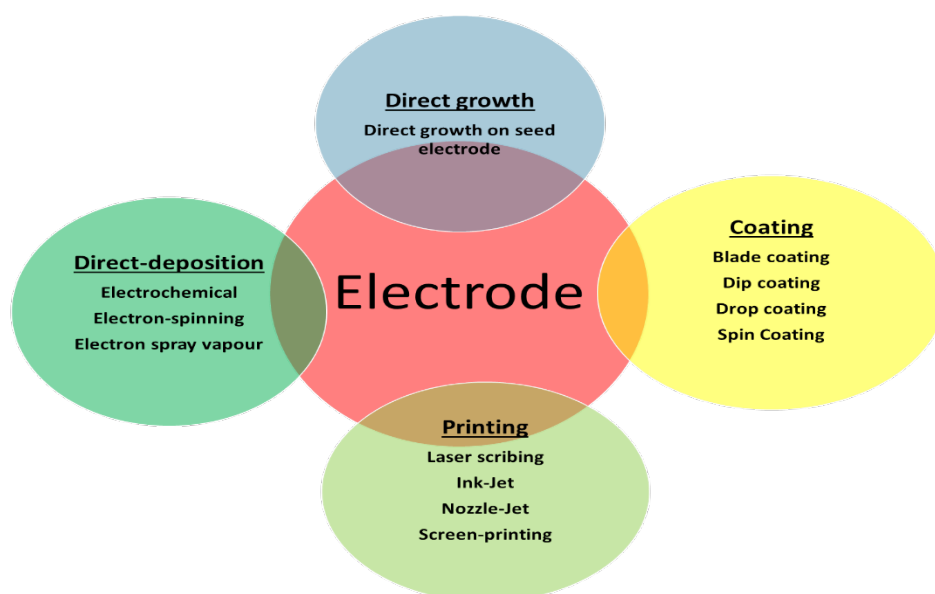 Direct growth
Direct growth on seed
electrode
Coating
Blade coating
Dip coating
Drop coating
Spin Coating
Direct-deposition
Electrochemical
Electron-spinning
Electron spray vapour
Electrode
Printing
Laser scribing
Ink-Jet
Nozzle-Jet
Screen-printing